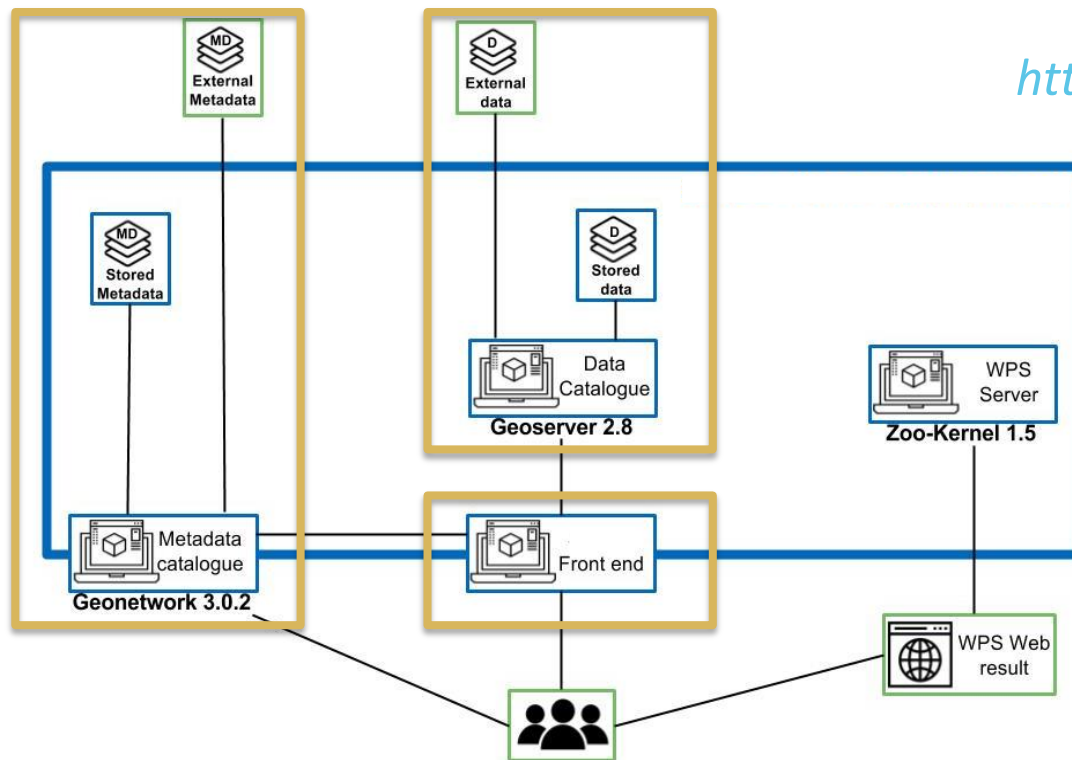 MD
External
Metadata
D
External
data
htt
MD
Stored
Metadata
D
Stored
data
Data
Catalogue
Geoserver 2.8
WPS
Server
Zoo-Kernel 1.5
Metadata
catalogue
Geonetwork 3.0.2
Front end
WPS Web
result